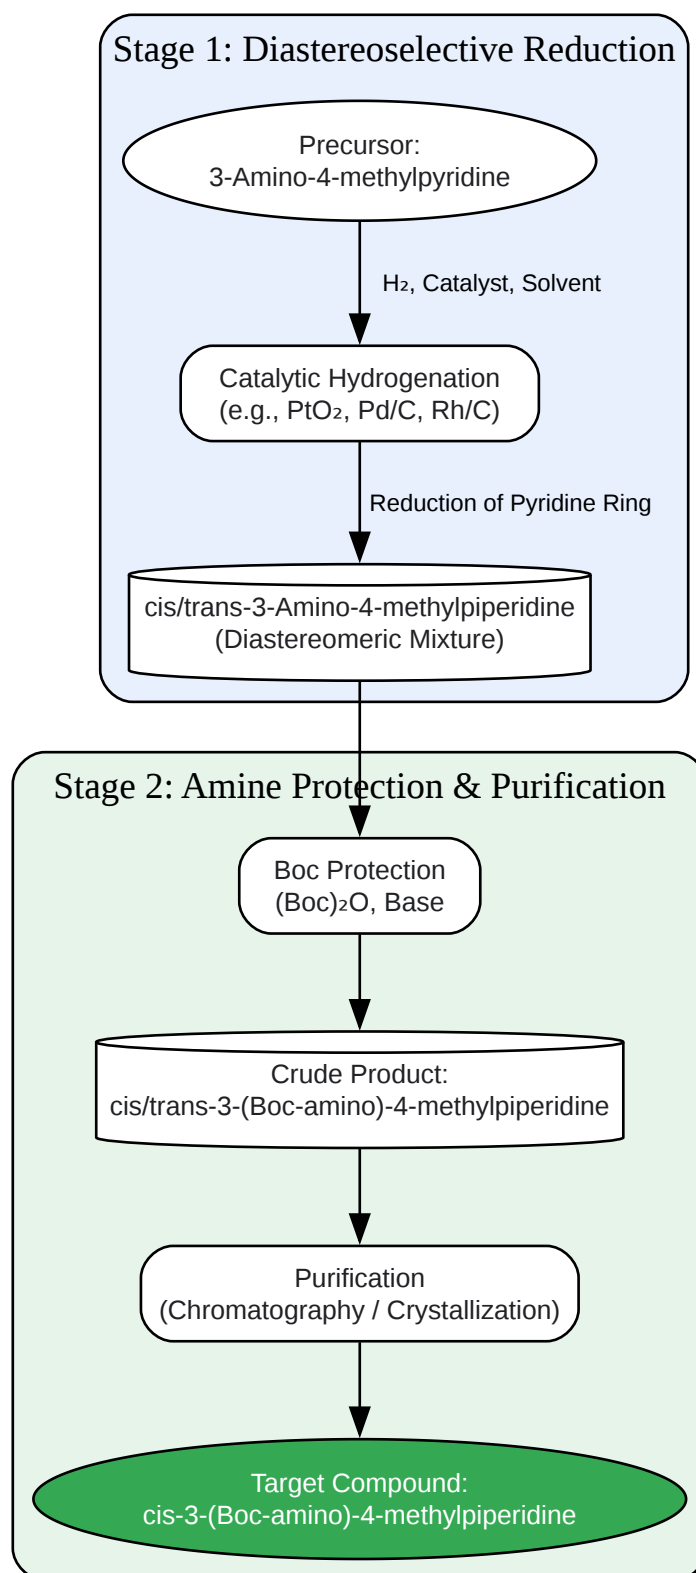 Stage 1: Diastereoselective Reduction
Precursor:
3-Amino-4-methylpyridine
H₂, Catalyst, Solvent
Catalytic Hydrogenation
(e.g., PtO₂, Pd/C, Rh/C)
Reduction of Pyridine Ring
cis/trans-3-Amino-4-methylpiperidine
(Diastereomeric Mixture)
Stage 2: Amine Protection & Purification
Boc Protection
(Boc)₂O, Base
Crude Product:
cis/trans-3-(Boc-amino)-4-methylpiperidine
Purification
(Chromatography / Crystallization)
Target Compound:
cis-3-(Boc-amino)-4-methylpiperidine